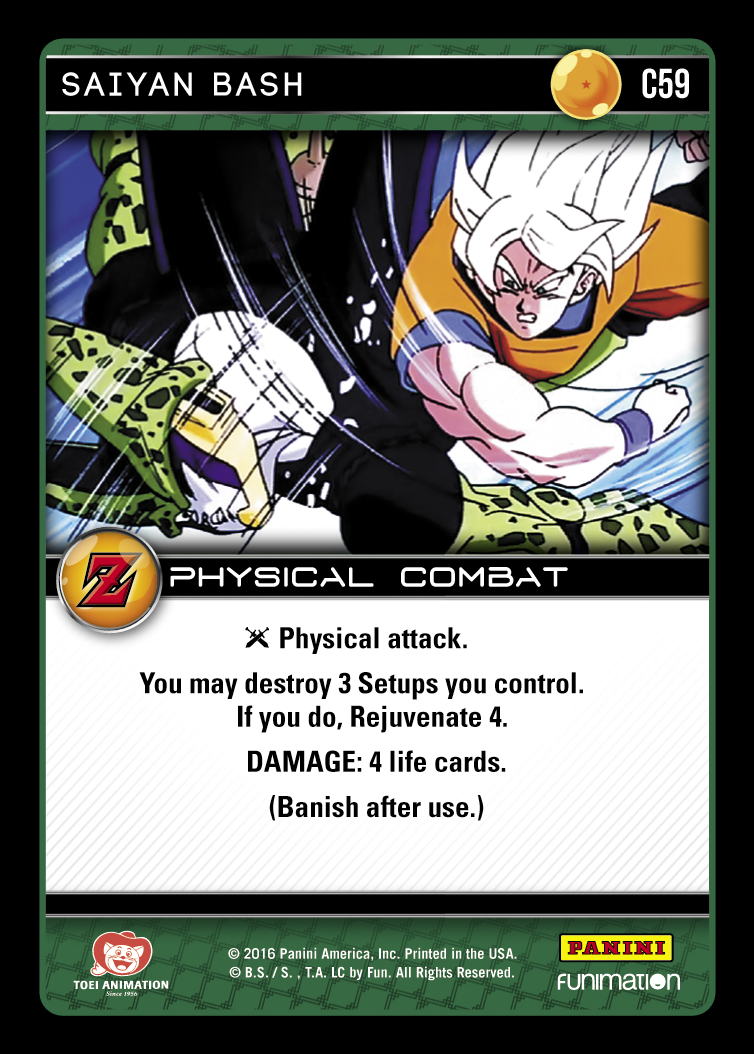 SAIYAN BASH
C59
Z
PHYSICAL COMBAT
Physical attack.
You may destroy 3 Setups you control.
If you do, Rejuvenate 4.
DAMAGE: 4 life cards.
(Banish after use.)
TOEI ANIMATION
Since 1956
© 2016 Panini America, Inc. Printed in the USA.
© B.S. / S. , T.A. LC by Fun. All Rights Reserved.
PANINI
FUNIMATION